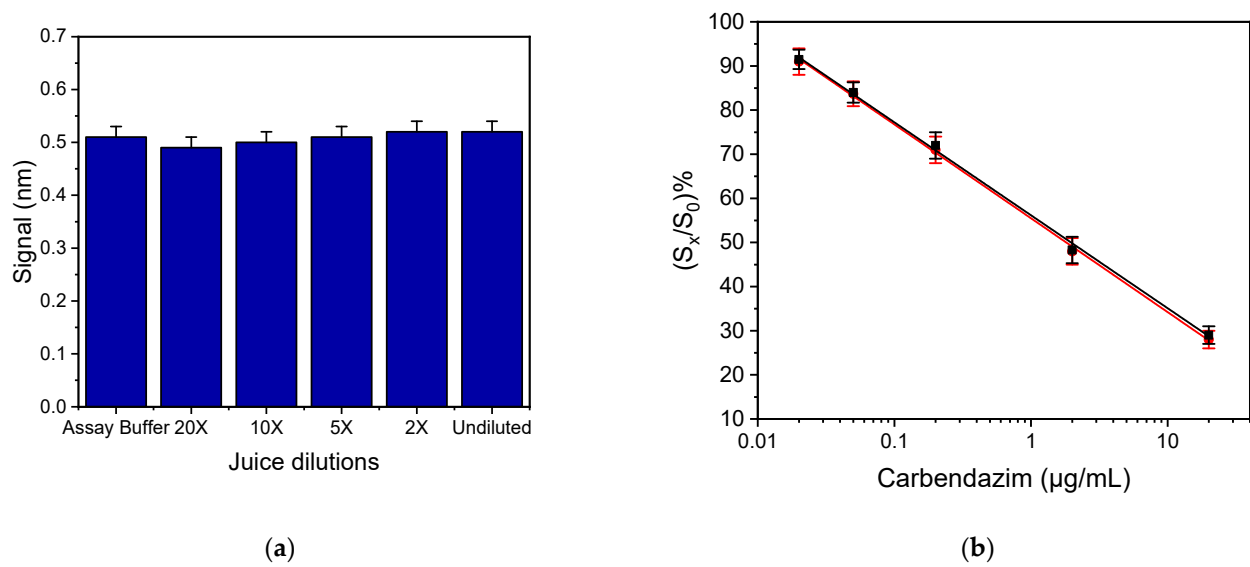 0.7
0.6
0.5
0.4
0.3
0.2
0.1
0.0
Signal (nm)
Assay Buffer 20X 10X 5X 2X Undiluted
Juice dilutions
(a)
100
90
80
70
60
50
40
30
20
10
(Sₓ/S₀)%
0.01 0.1 1 10
Carbendazim (μg/mL)
(b)